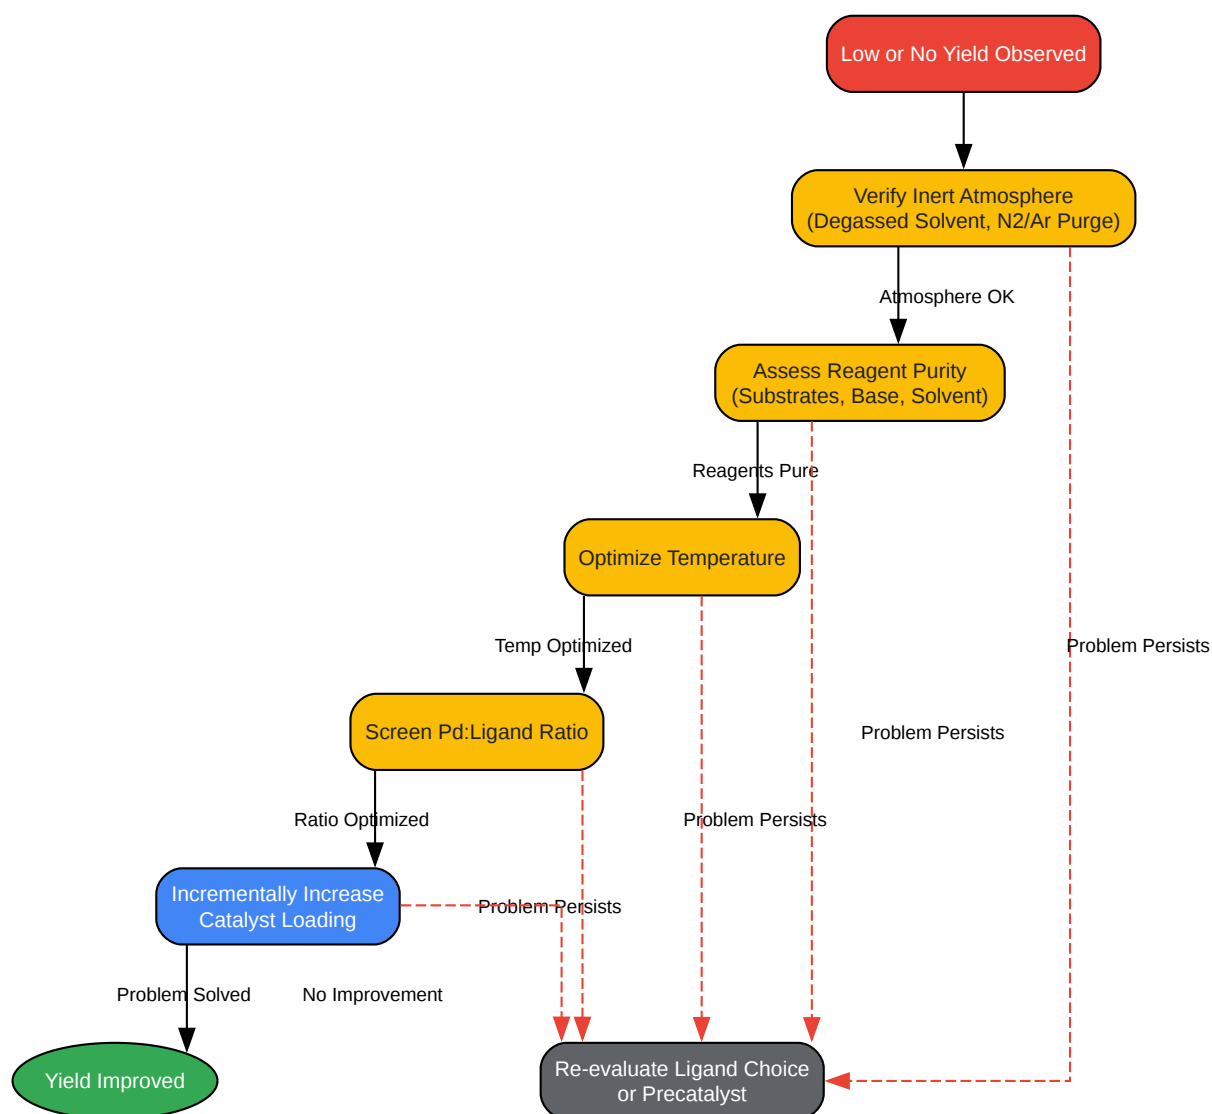 Low or No Yield Observed
Verify Inert Atmosphere
(Degassed Solvent, N2/Ar Purge)
Atmosphere OK
Assess Reagent Purity
(Substrates, Base, Solvent)
Reagents Pure
Optimize Temperature
Temp Optimized
Problem Persists
Screen Pd:Ligand Ratio
Problem Persists
Ratio Optimized
Problem Persists
Incrementally Increase
Catalyst Loading
Problem Persists
Problem Solved
No Improvement
Yield Improved
Re-evaluate Ligand Choice
or Precatalyst